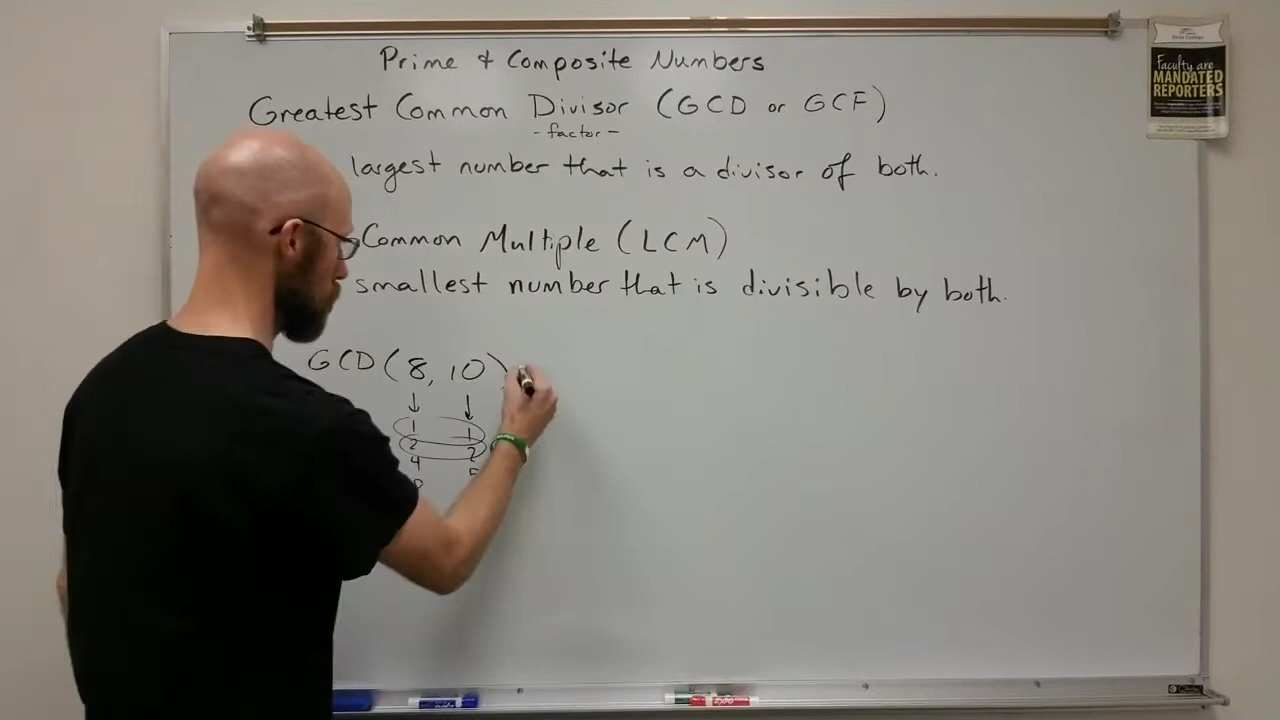 Prime & Composite Numbers
Greatest Common Divisor (GCD or GCF)
- factor -
largest number that is a divisor of both.
Common Multiple (LCM)
smallest number that is divisible by both.
GCD(8, 10)
↓ ↓
1 1
2 2
4
Faculty are
MANDATED
REPORTERS
EXPO